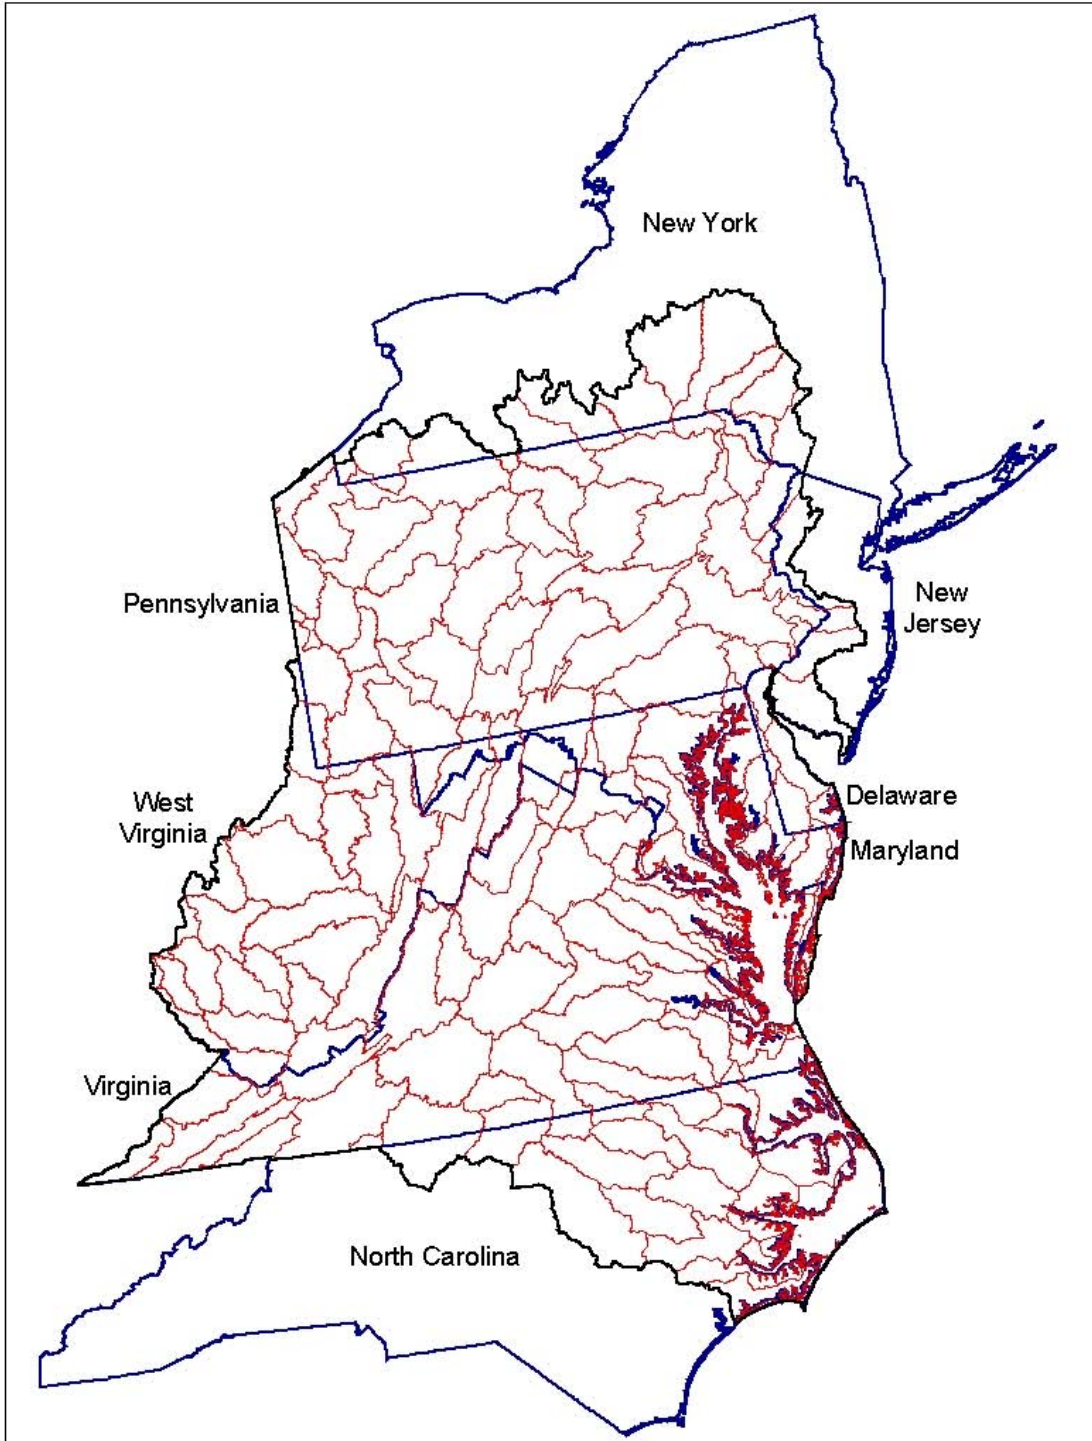 New York
Pennsylvania
New
Jersey
West
Virginia
Delaware
Maryland
Virginia
North Carolina